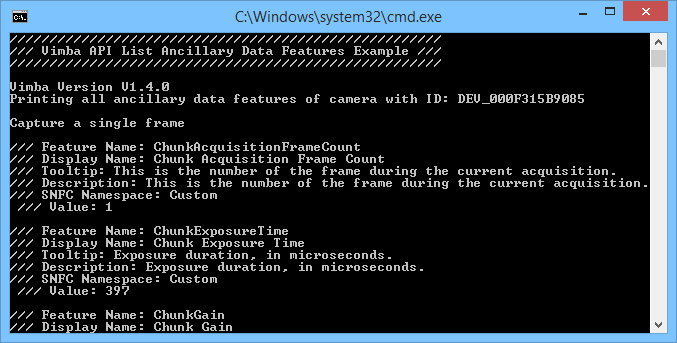 C:\Windows\system32\cmd.exe
//////////////////////////////////////////////////////
/// Vimba API List Ancillary Data Features Example ///
//////////////////////////////////////////////////////
Vimba Version V1.4.0
Printing all ancillary data features of camera with ID: DEV_000F315B9085
Capture a single frame
/// Feature Name: ChunkAcquisitionFrameCount
/// Display Name: Chunk Acquisition Frame Count
/// Tooltip: This is the number of the frame during the current acquisition.
/// Description: This is the number of the frame during the current acquisition.
/// SNFC Namespace: Custom
/// Value: 1
/// Feature Name: ChunkExposureTime
/// Display Name: Chunk Exposure Time
/// Tooltip: Exposure duration, in microseconds.
/// Description: Exposure duration, in microseconds.
/// SNFC Namespace: Custom
/// Value: 397
/// Feature Name: ChunkGain
/// Display Name: Chunk Gain